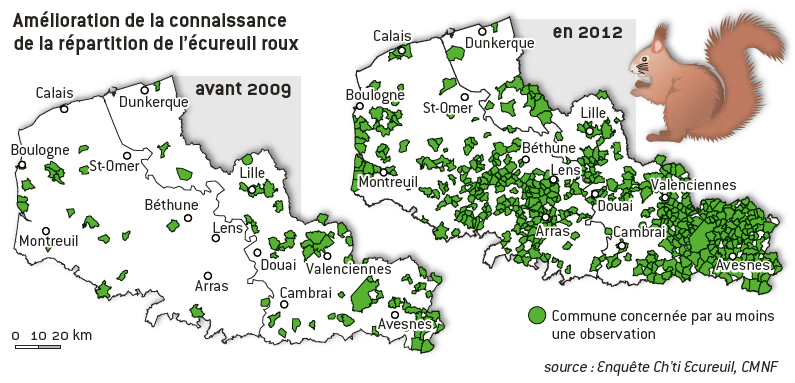 Amélioration de la connaissance
de la répartition de l'écureuil roux
avant 2009
Calais
Dunkerque
Boulogne
St-Omer
Lille
Béthune
Lens
Montreuil
Douai
Valenciennes
Arras
Cambrai
Avesnes
0 10 20 km
en 2012
Calais
Dunkerque
Boulogne
St-Omer
Lille
Béthune
Lens
Montreuil
Valenciennes
Douai
Arras
Cambrai
Avesnes
Commune concernée par au moins
une observation
source : Enquête Ch'ti Ecureuil, CMNF